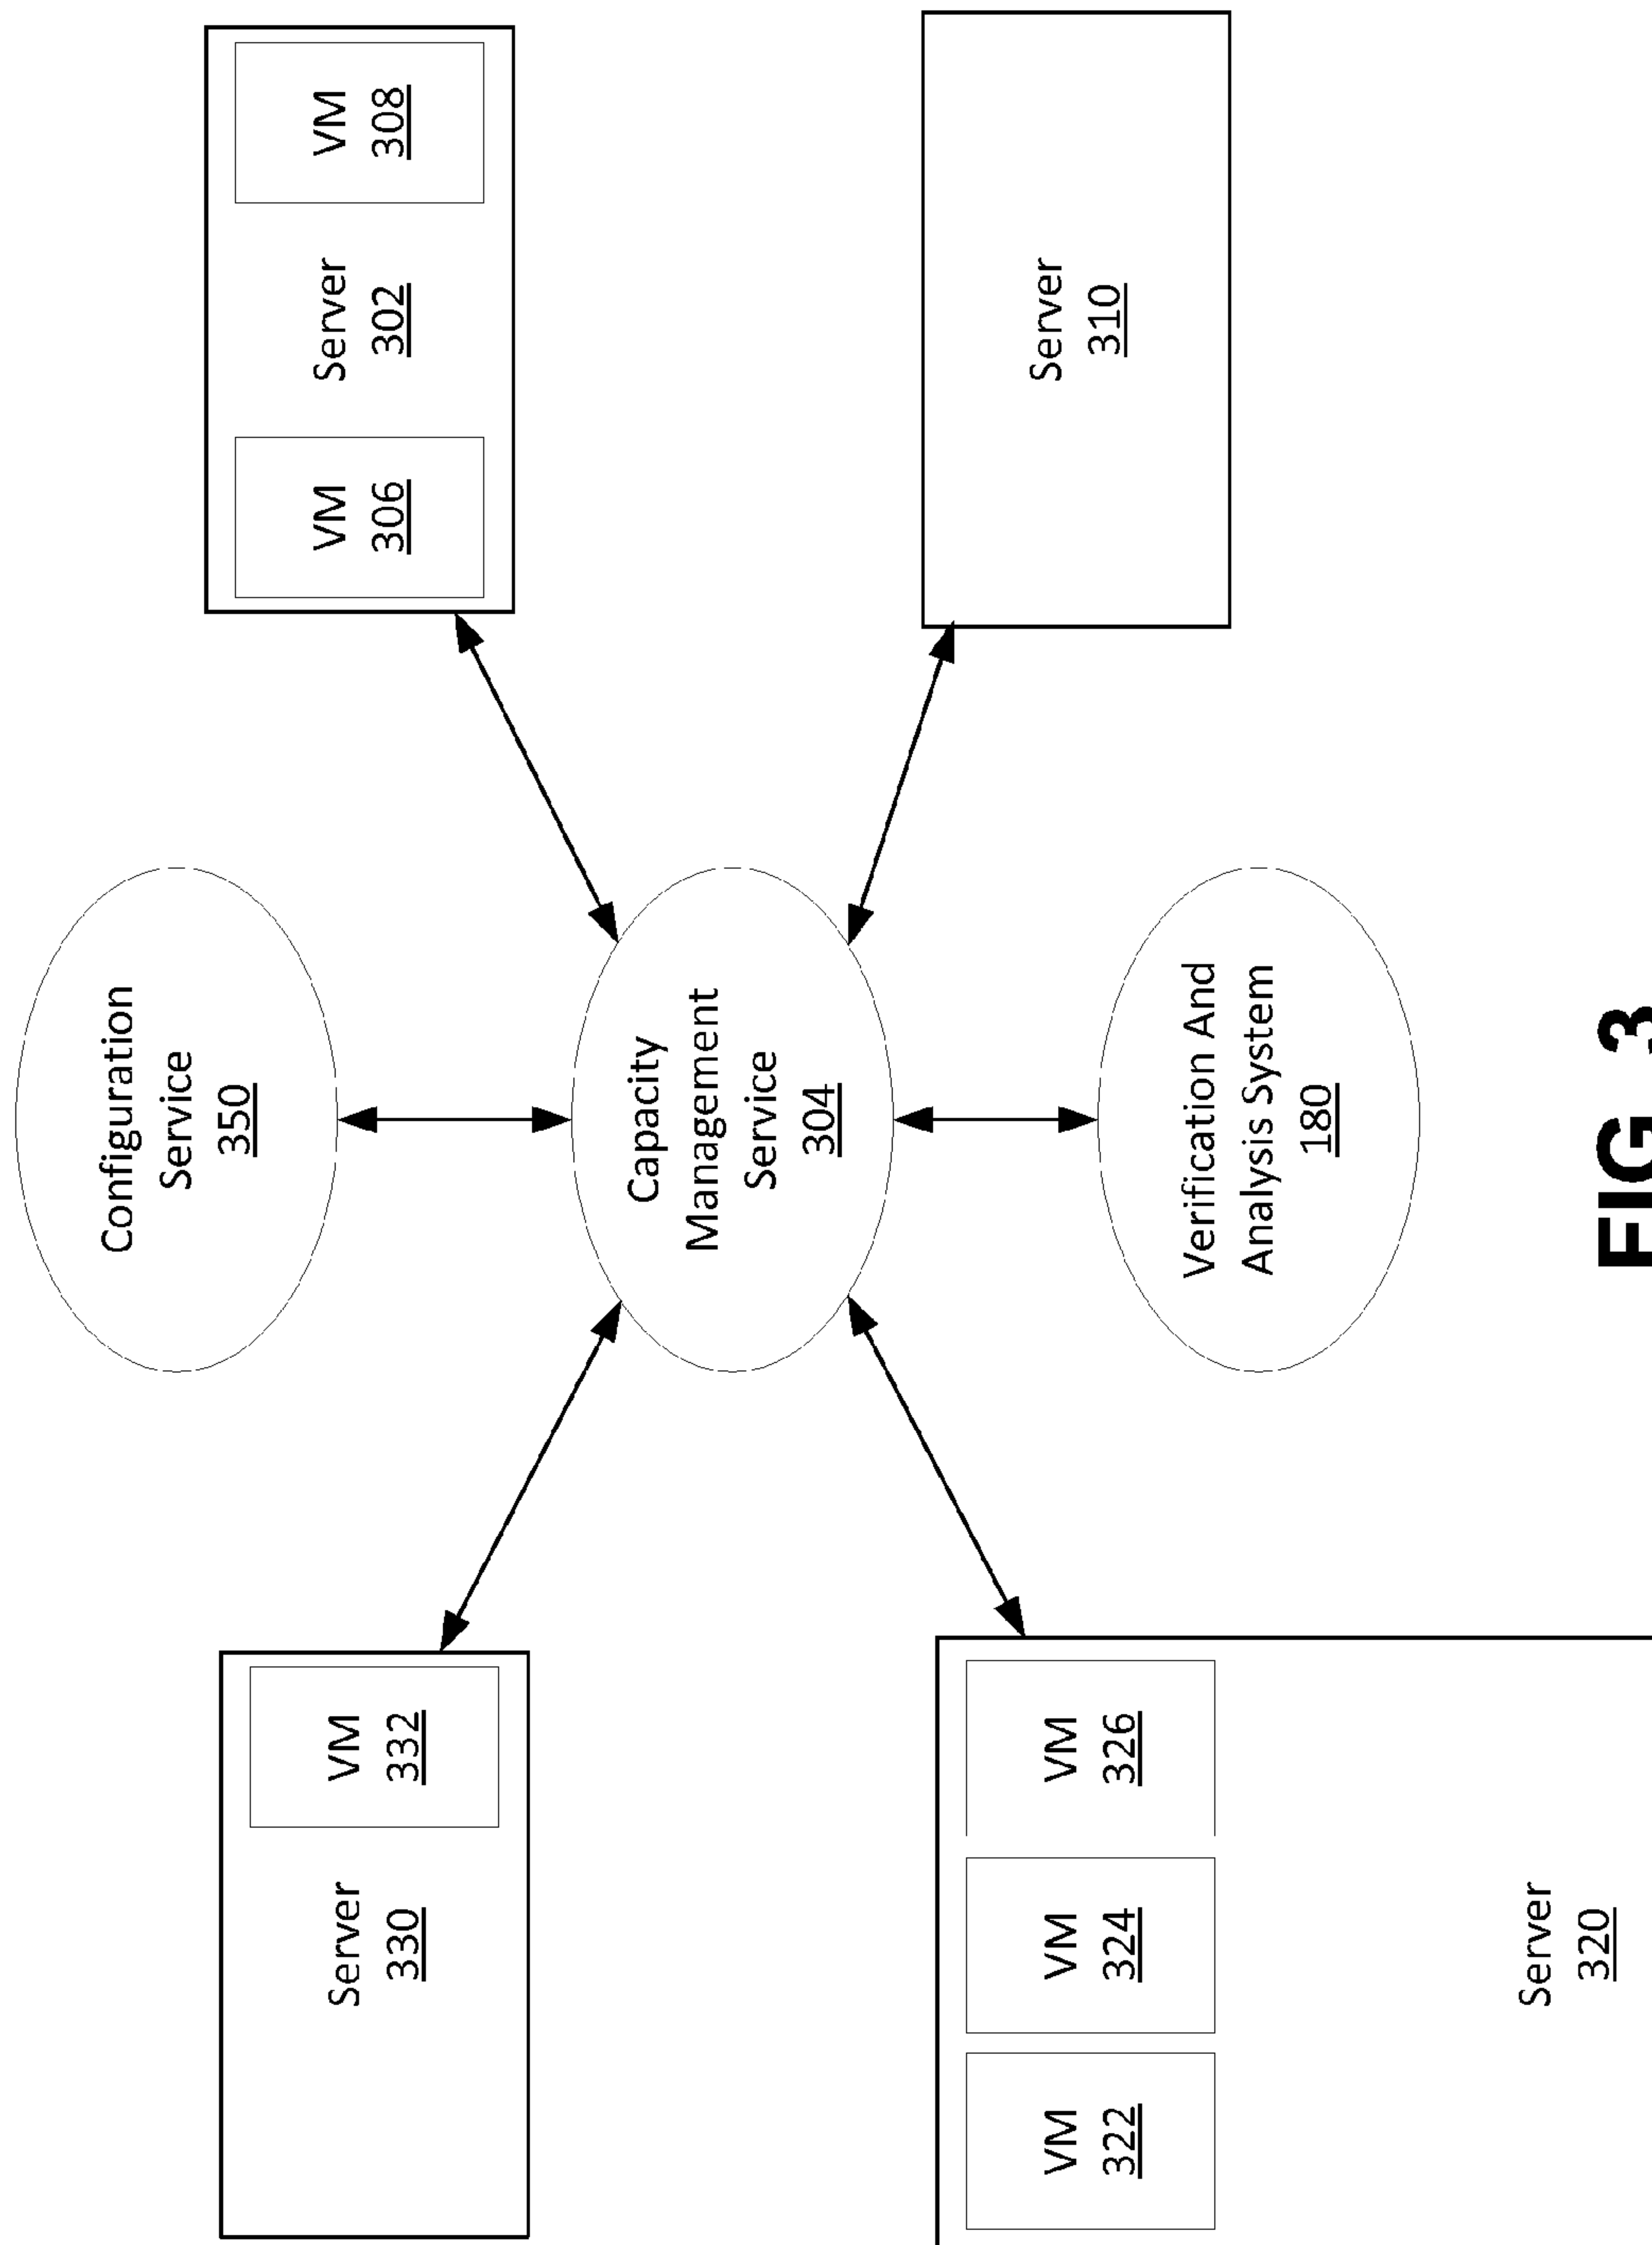 Server
330
VM
332
Configuration
Service
350
VM
306
Server
302
VM
308
Capacity
Management
Service
304
VM
322
VM
324
VM
326
Server
320
Verification And
Analysis System
180
Server
310
FIG 3